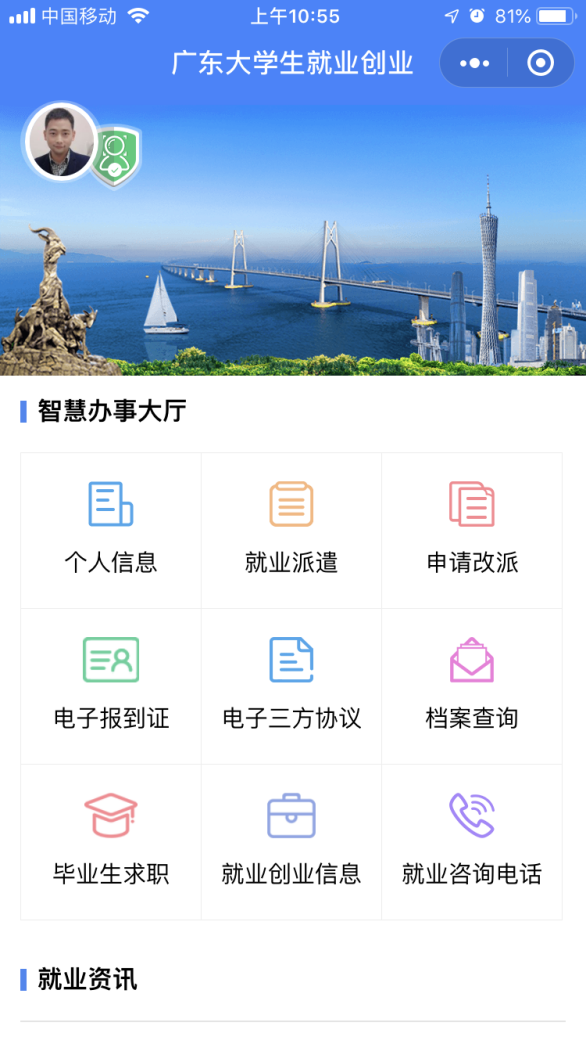 中国移动
上午10:55
81%
广东大学生就业创业
智慧办事大厅
个人信息
就业派遣
申请改派
电子报到证
电子三方协议
档案查询
毕业生求职
就业创业信息
就业咨询电话
就业资讯